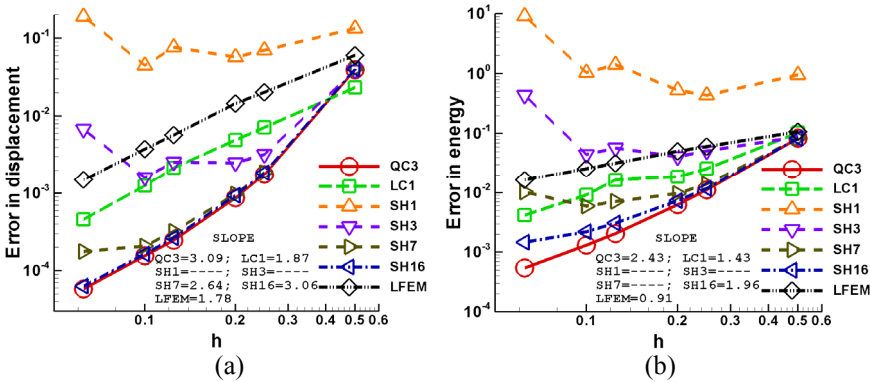 (a)
Error in displacement
10^-1
10^-2
10^-3
10^-4
0.1
0.2
0.3
0.4
0.5
0.6
h
QC3
LC1
SH1
SH3
SH7
SH16
LFEM
SLOPE
QC3=3.09; LC1=1.87
SH1=----; SH3=----
SH7=2.64; SH16=3.06
LFEM=1.78
(a)
(b)
Error in energy
10^1
10^0
10^-1
10^-2
10^-3
10^-4
0.1
0.2
0.3
0.4
0.5
0.6
h
QC3
LC1
SH1
SH3
SH7
SH16
LFEM
SLOPE
QC3=2.43; LC1=1.43
SH1=----; SH3=----
SH7=----; SH16=1.96
LFEM=0.91
(b)